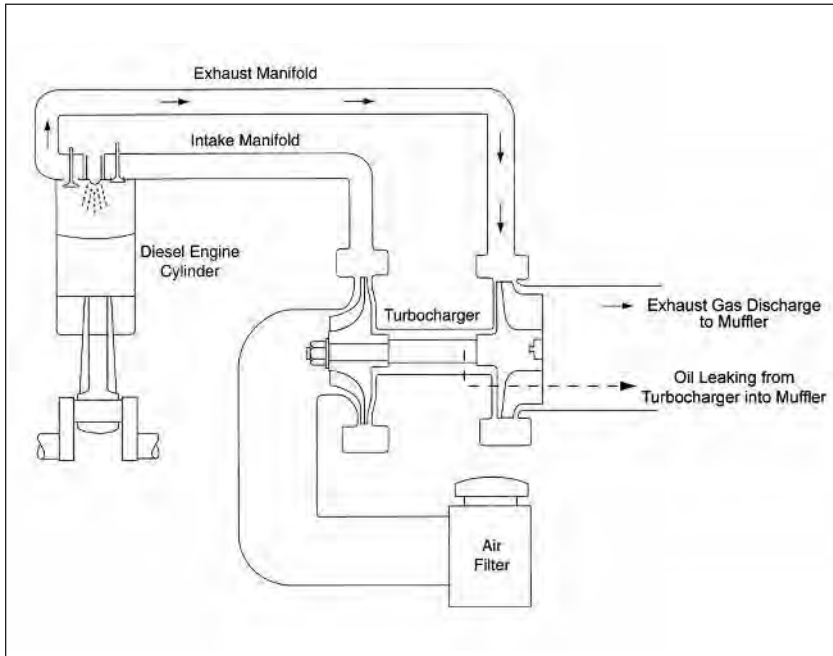 Exhaust Manifold
Intake Manifold
Diesel Engine
Cylinder
Turbocharger
Exhaust Gas Discharge
to Muffler
Oil Leaking from
Turbocharger into Muffler
Air
Filter